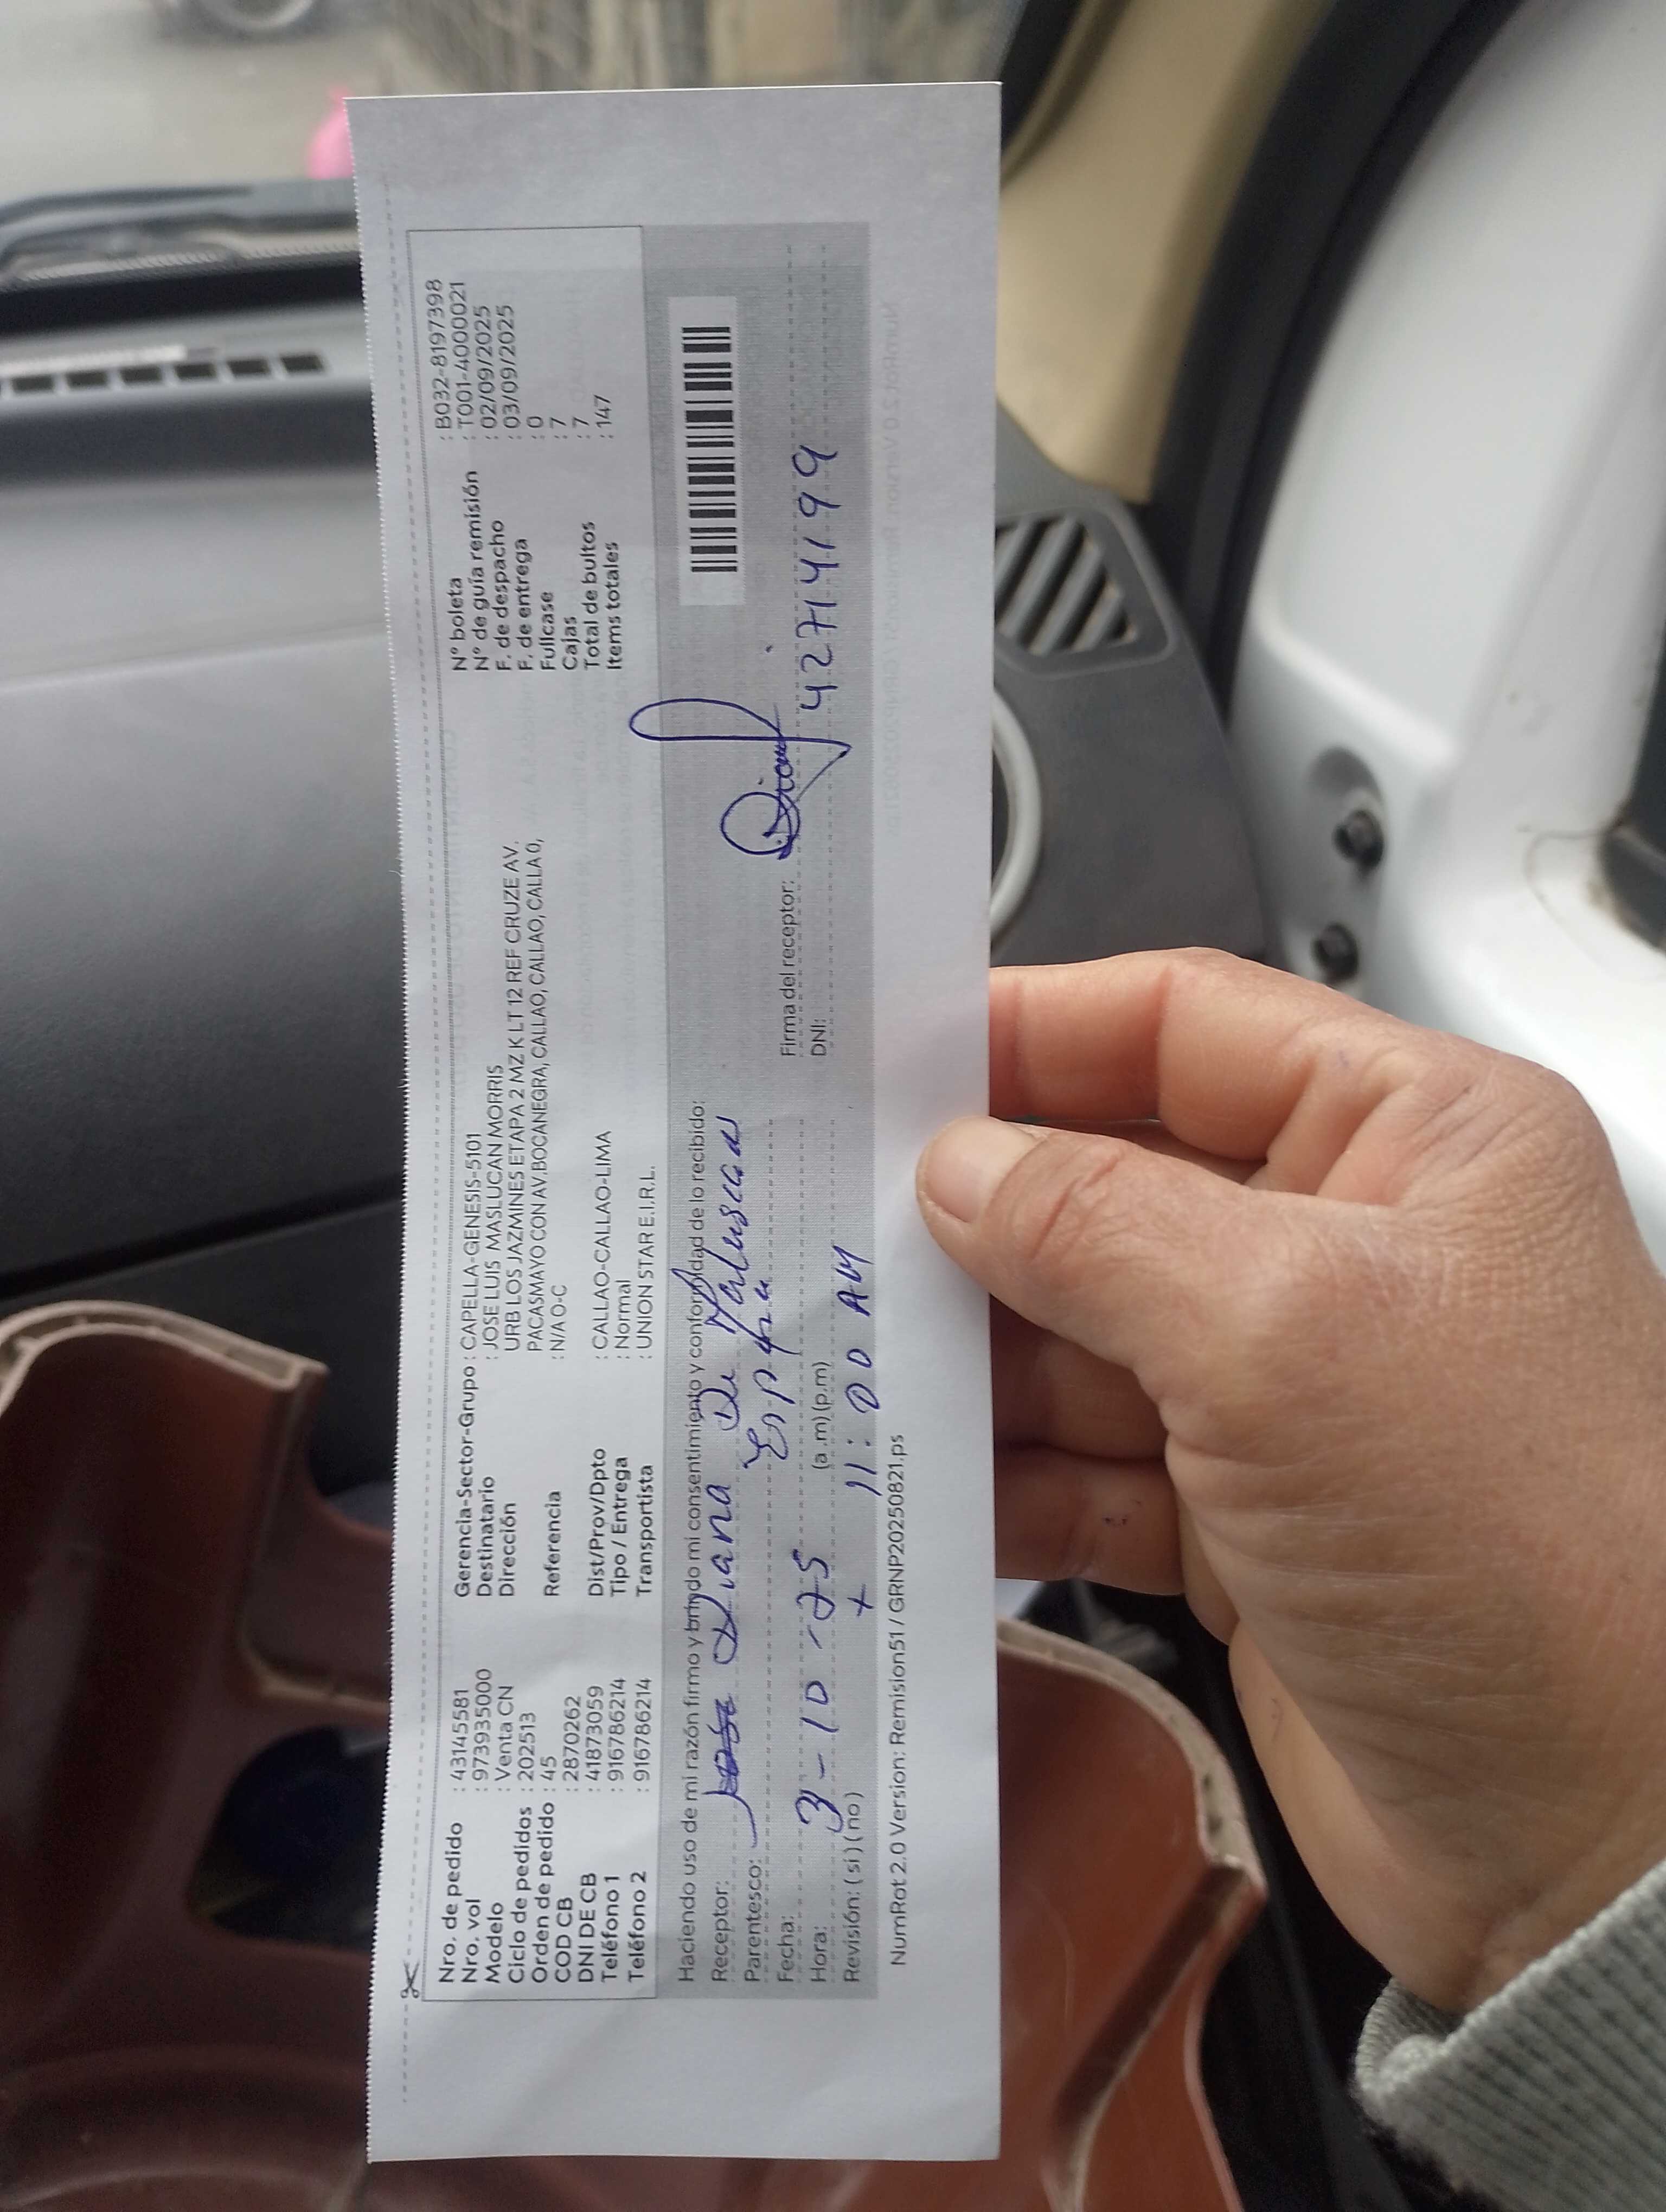 Nro. de pedido : 43145581
Nro. vol : 973935000
Modelo : Venta CN
Ciclo de pedidos : 202513
Orden de pedido : 45
COD CB : 2870262
DNI DE CB : 41873059
Teléfono 1 : 916786214
Teléfono 2 : 916786214
Gerencia-Sector-Grupo : CAPELLA-GENESIS-5101
Destinatario : JOSE LUIS MASLUCAN MORRIS
Dirección URB LOS JAZMINES ETAPA 2 MZ K LT 12 REF CRUZE AV.
PACASMAYO CON AV.BOCANEGRA, CALLAO, CALLAO, CALLAO,
Referencia : N/A O-C
Dist/Prov/Dpto : CALLAO-CALLAO-LIMA
Tipo / Entrega : Normal
Transportista : UNION STAR E.I.R.L.
N° boleta : B032-8197398
N° de guía remisión : T001-4000021
F. de despacho : 02/09/2025
F. de entrega : 03/09/2025
Fullcase : 0
Cajas : 7
Total de bultos : 7
Items totales : 147
Haciendo uso de mi razón firmo y brindo mi consentimiento y conformidad de lo recibido:
Receptor: Diana De
Parentesco:
Fecha: 3-10-25
Hora: (a.m) (p.m) 11:00 AM
Revisión: (si) (no)
Firma del receptor:
DNI: 42714199
NumRot 2.0 Version: Remision51 / GRNP20250821.ps